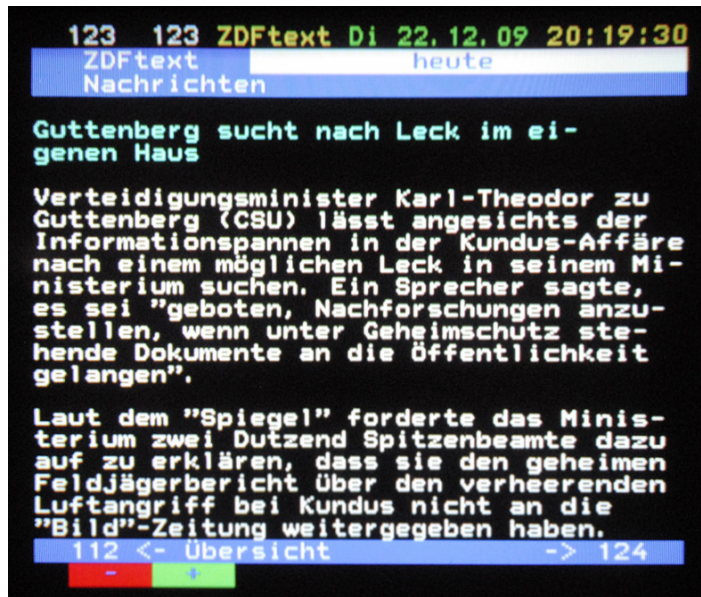 123 123 ZDFtext Di 22.12.09 20:19:30
ZDFtext heute
Nachrichten
Guttenberg sucht nach Leck im ei-
genen Haus
Verteidigungsminister Karl-Theodor zu
Guttenberg (CSU) lässt angesichts der
Informationspannen in der Kundus-Affäre
nach einem möglichen Leck in seinem Mi-
nisterium suchen. Ein Sprecher sagte,
es sei "geboten, Nachforschungen anzu-
stellen, wenn unter Geheimschutz ste-
hende Dokumente an die Öffentlichkeit
gelangen".
Laut dem "Spiegel" forderte das Minis-
terium zwei Dutzend Spitzenbeamte dazu
auf zu erklären, dass sie den geheimen
Feldjägerbericht über den verheerenden
Luftangriff bei Kundus nicht an die
"Bild"-Zeitung weitergegeben haben.
112 <- Übersicht -> 124
- +